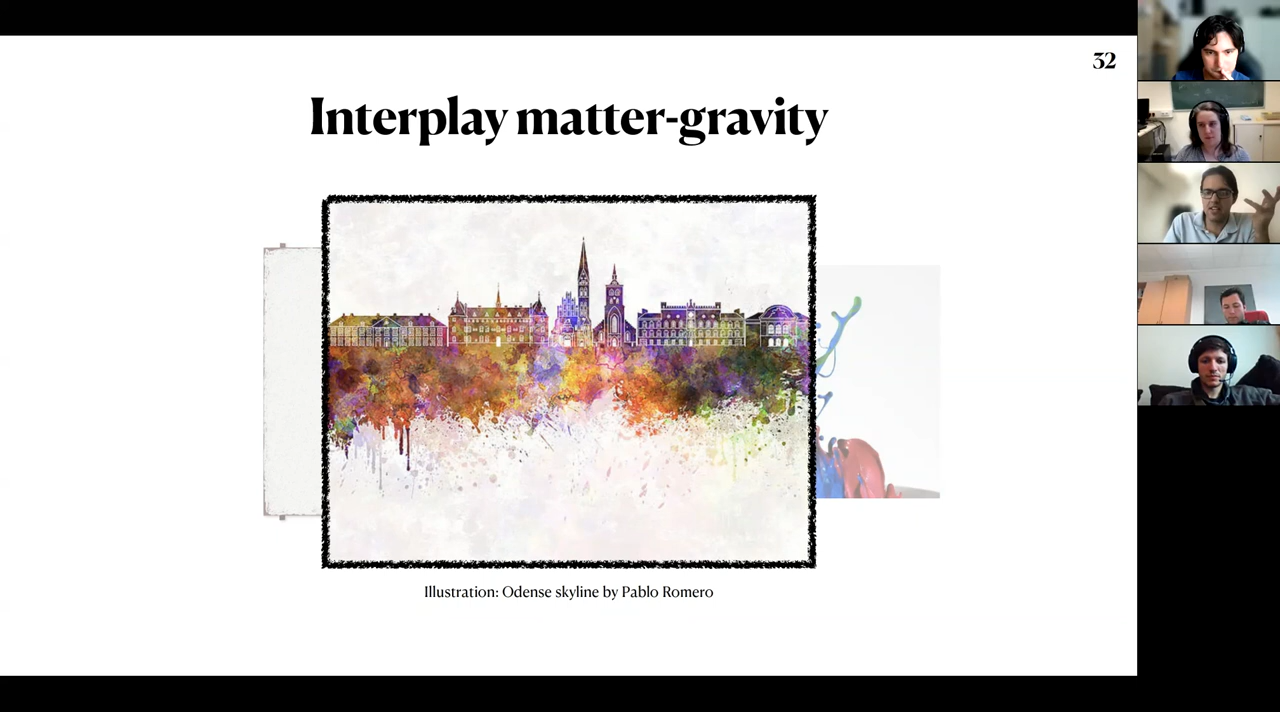 32
Interplay matter-gravity
Illustration: Odense skyline by Pablo Romero